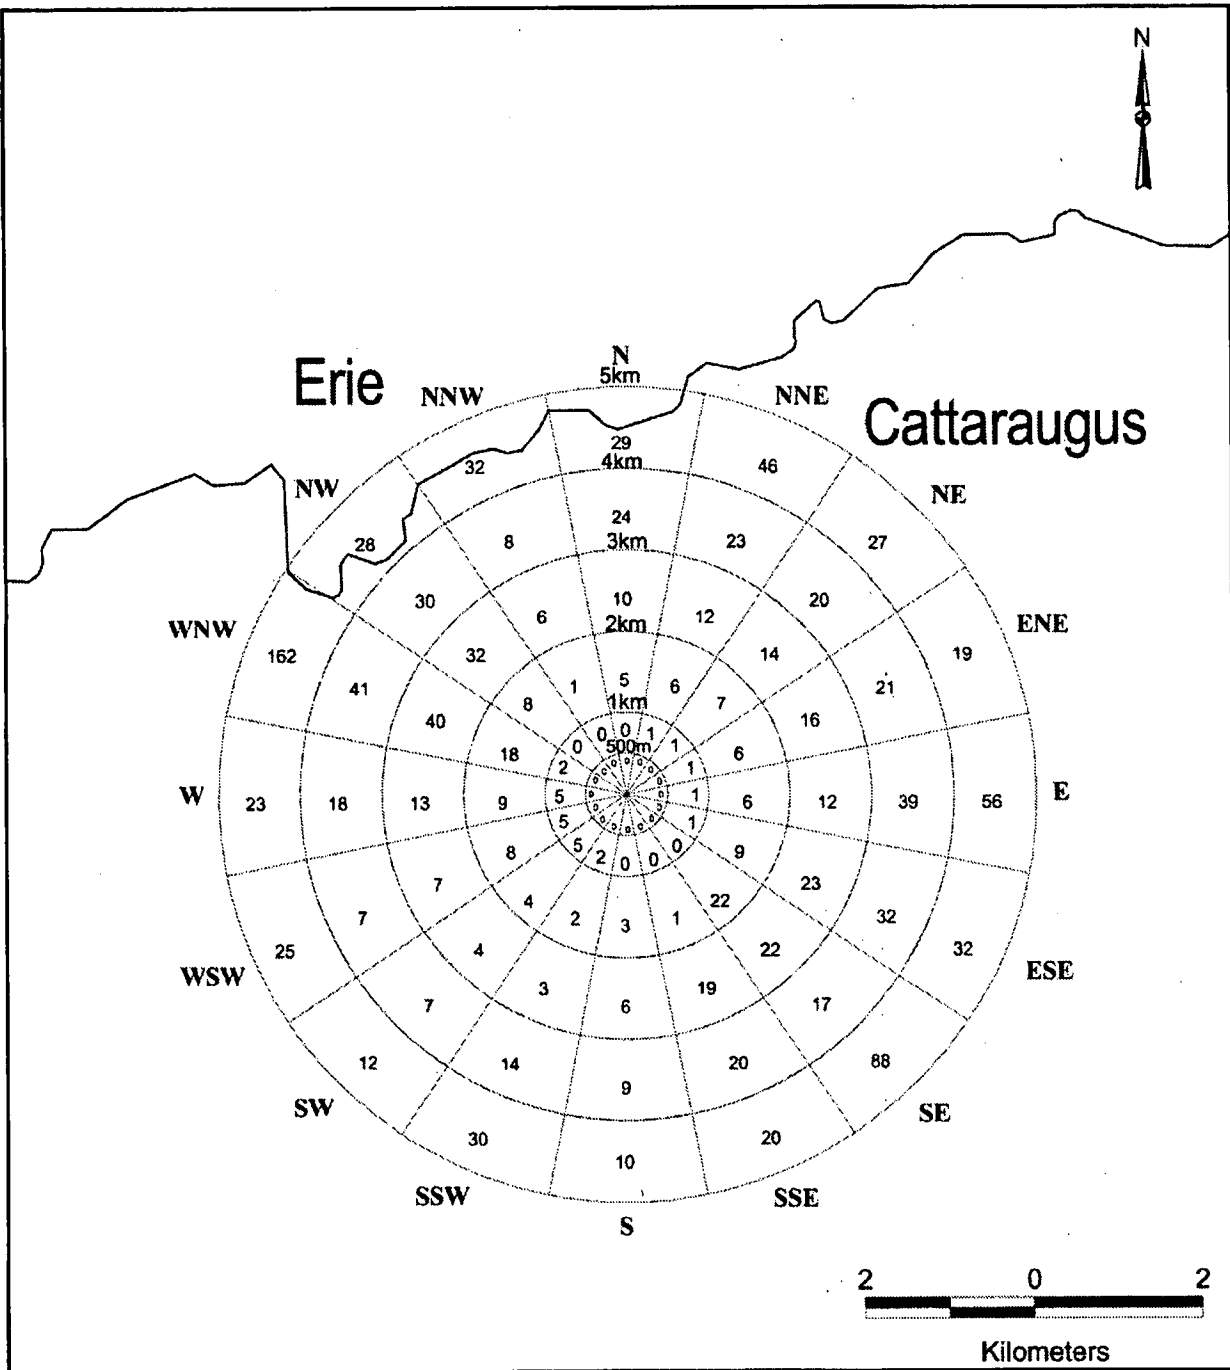 N
N
5km
Erie
NNW
NNE
Cattaraugus
29
4km
32
46
NW
NE
28
8
24
3km
23
27
30
6
10
2km
12
20
WNW
ENE
162
32
14
19
41
8
1
5
1km
6
7
21
40
16
18
0
0
0
1
1
6
500m
2
1
W
23
18
13
9
5
1
6
12
39
56
E
5
1
8
5
2
0
0
0
9
7
4
2
3
1
22
23
7
32
25
4
22
32
WSW
3
6
19
ESE
7
17
12
14
9
20
88
SW
SE
30
10
20
SSW
SSE
S
2 0 2
Kilometers